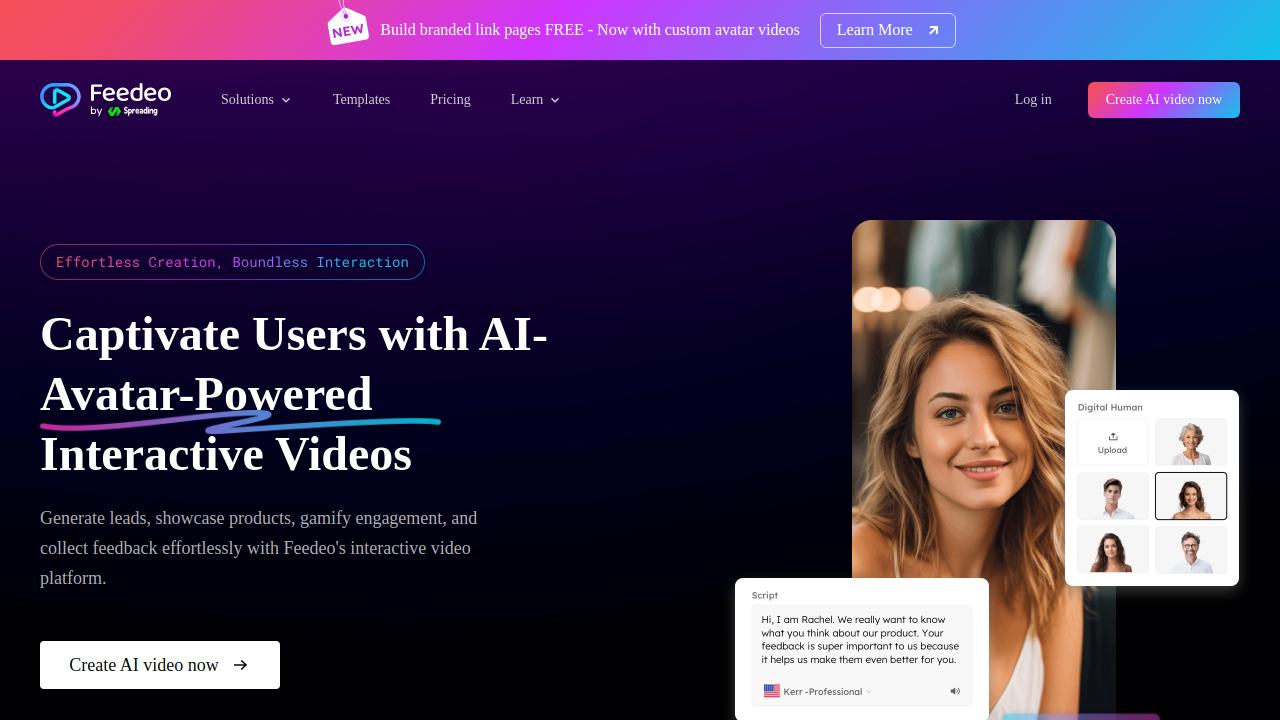 NEW
Build branded link pages FREE - Now with custom avatar videos
Learn More
Feedeo
by Spreading
Solutions
Templates
Pricing
Learn
Log in
Create AI video now
Effortless Creation, Boundless Interaction
Captivate Users with AI-
Avatar-Powered
Interactive Videos
Generate leads, showcase products, gamify engagement, and
collect feedback effortlessly with Feedeo's interactive video
platform.
Create AI video now
Digital Human
Upload
Script
Hi, I am Rachel. We really want to know
what you think about our product. Your
feedback is super important to us because
it helps us make them even better for you.
Kerr -Professional